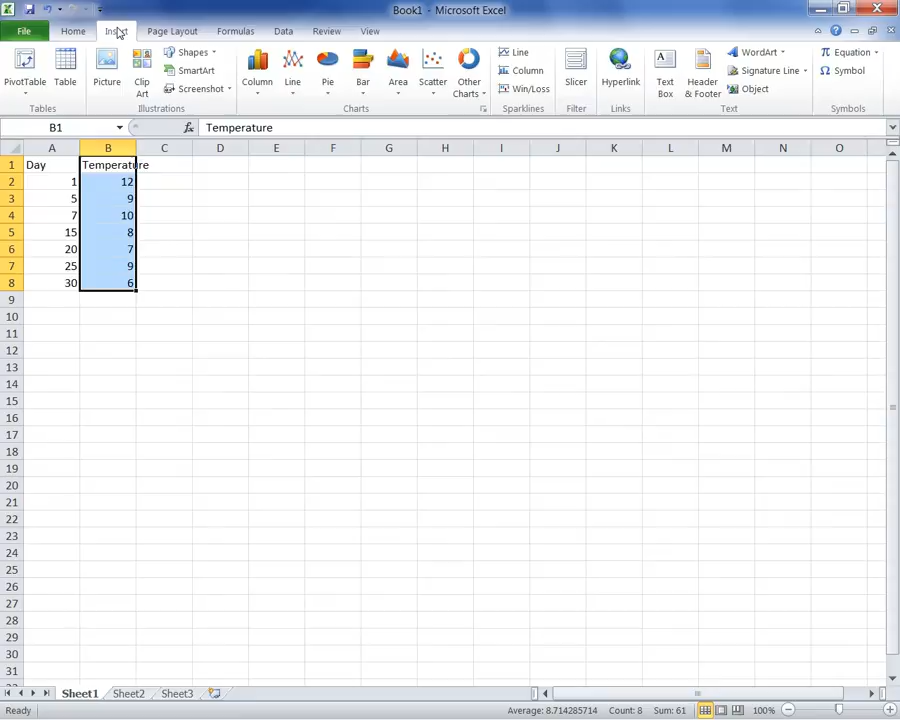 Book1 - Microsoft Excel
File Home Insert Page Layout Formulas Data Review View
PivotTable Table Picture Clip Art Shapes SmartArt Screenshot Column Line Pie Bar Area Scatter Other Charts Line Column Win/Loss Slicer Hyperlink Text Box Header & Footer WordArt Signature Line Object Equation Symbol
Tables Illustrations Charts Sparklines Filter Links Text Symbols
B1 fx Temperature
A B C D E F G H I J K L M N O
1 Day Temperature
2 1 12
3 5 9
4 7 10
5 15 8
6 20 7
7 25 9
8 30 6
9
10
11
12
13
14
15
16
17
18
19
20
21
22
23
24
25
26
27
28
29
30
31
Sheet1 Sheet2 Sheet3
Ready Average: 8.714285714 Count: 8 Sum: 61 100%